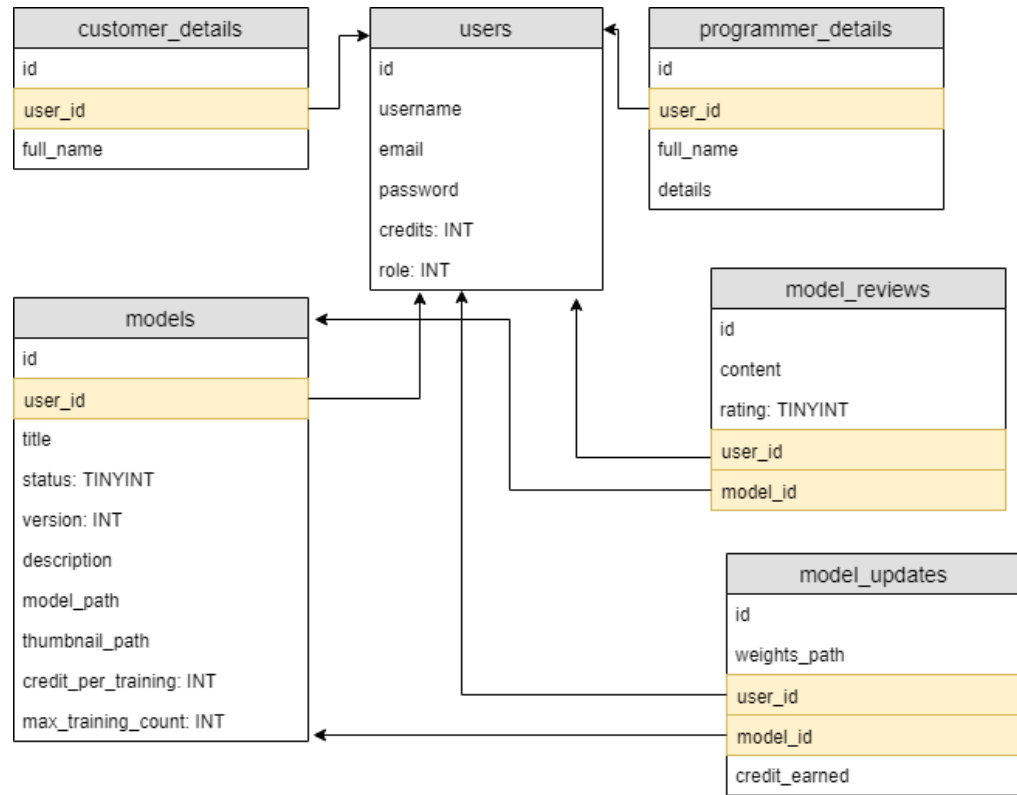 customer_details
id
user_id
full_name
users
id
username
email
password
credits: INT
role: INT
programmer_details
id
user_id
full_name
details
models
id
user_id
title
status: TINYINT
version: INT
description
model_path
thumbnail_path
credit_per_training: INT
max_training_count: INT
model_reviews
id
content
rating: TINYINT
user_id
model_id
model_updates
id
weights_path
user_id
model_id
credit_earned